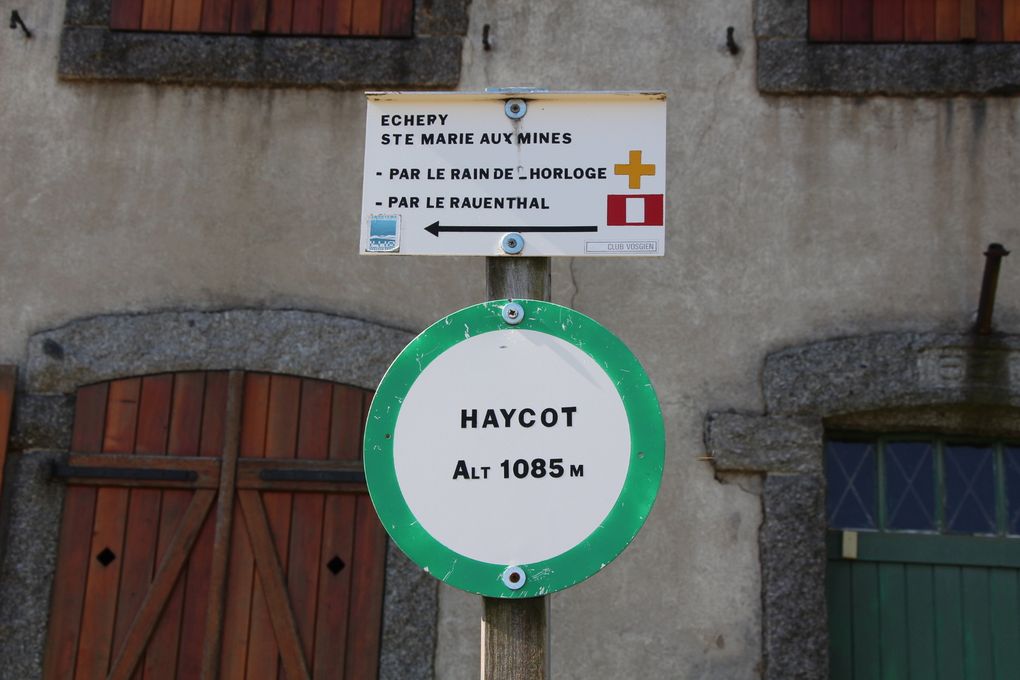 ECHERY
STE MARIE AUX MINES
- PAR LE RAIN DE L HORLOGE
- PAR LE RAUENTHAL
CLUB VOSGIEN
HAYCOT
ALT 1085 M